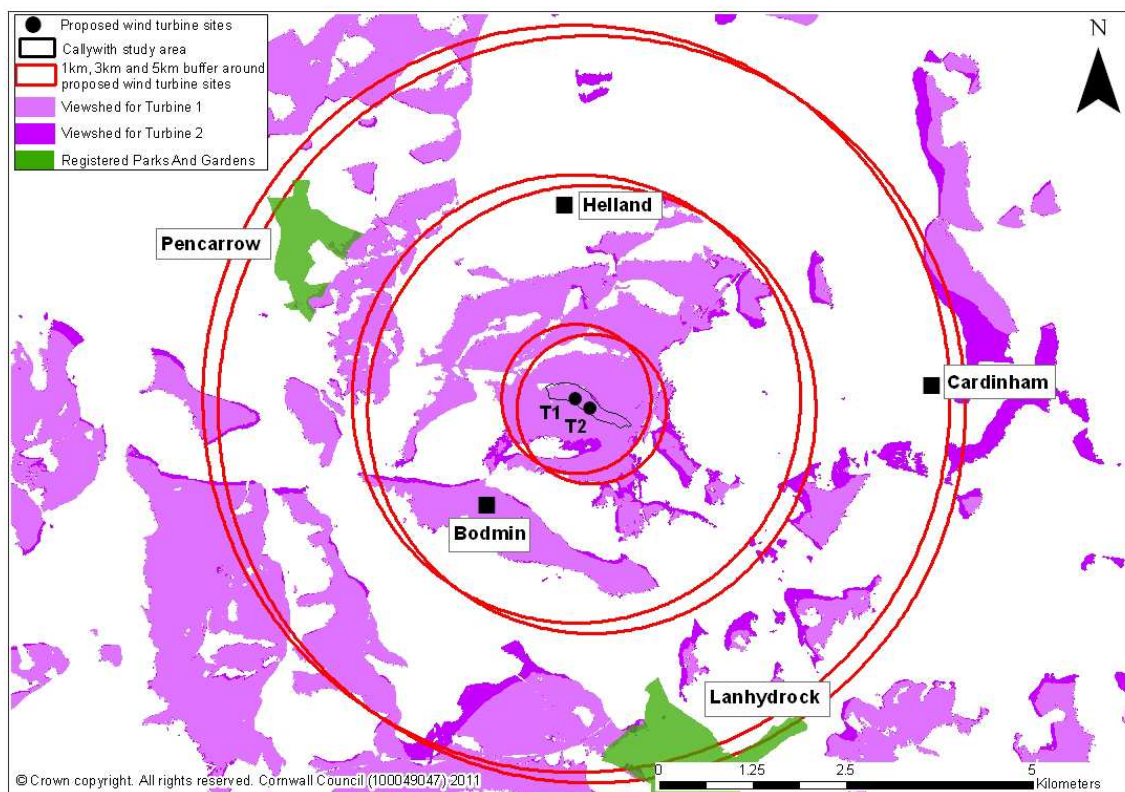 Proposed wind turbine sites
Callywith study area
1km, 3km and 5km buffer around
proposed wind turbine sites
Viewshed for Turbine 1
Viewshed for Turbine 2
Registered Parks And Gardens
N
Helland
Pencarrow
Cardinham
T1
T2
Bodmin
Lanhydrock
© Crown copyright. All rights reserved. Cornwall Council (100049047) 2011
0 1.25 2.5 5
Kilometers